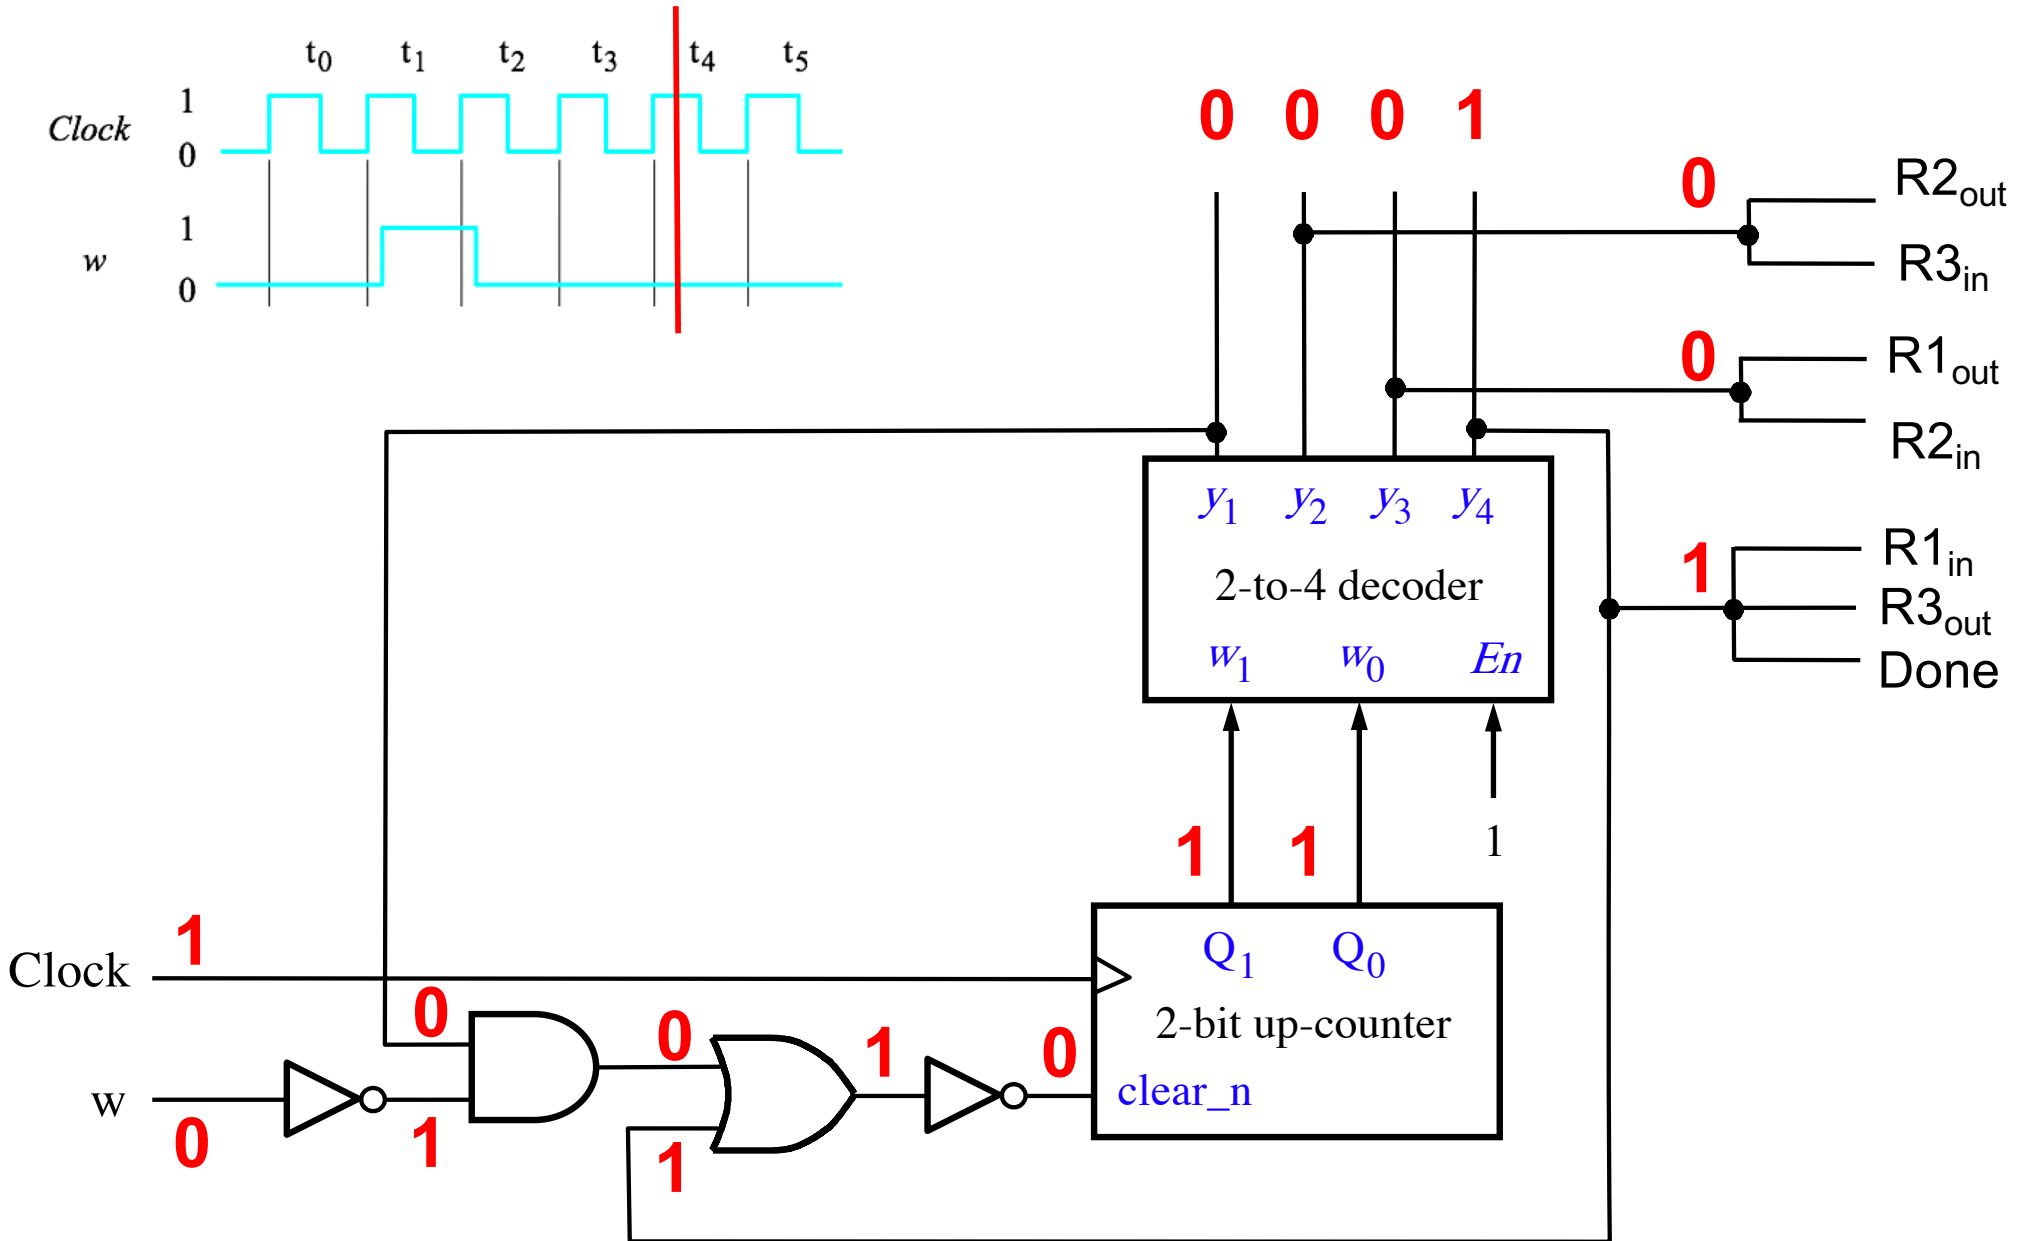 t0 t1 t2 t3 t4 t5
Clock 1
0
w 1
0
0 0 0 1
0 R2out
R3in
0 R1out
R2in
y1 y2 y3 y4
2-to-4 decoder
w1 w0 En
1 R1in
R3out
Done
1 1 1
Clock 1
Q1 Q0
2-bit up-counter
clear_n
0 0 1 0
w 0 1 1